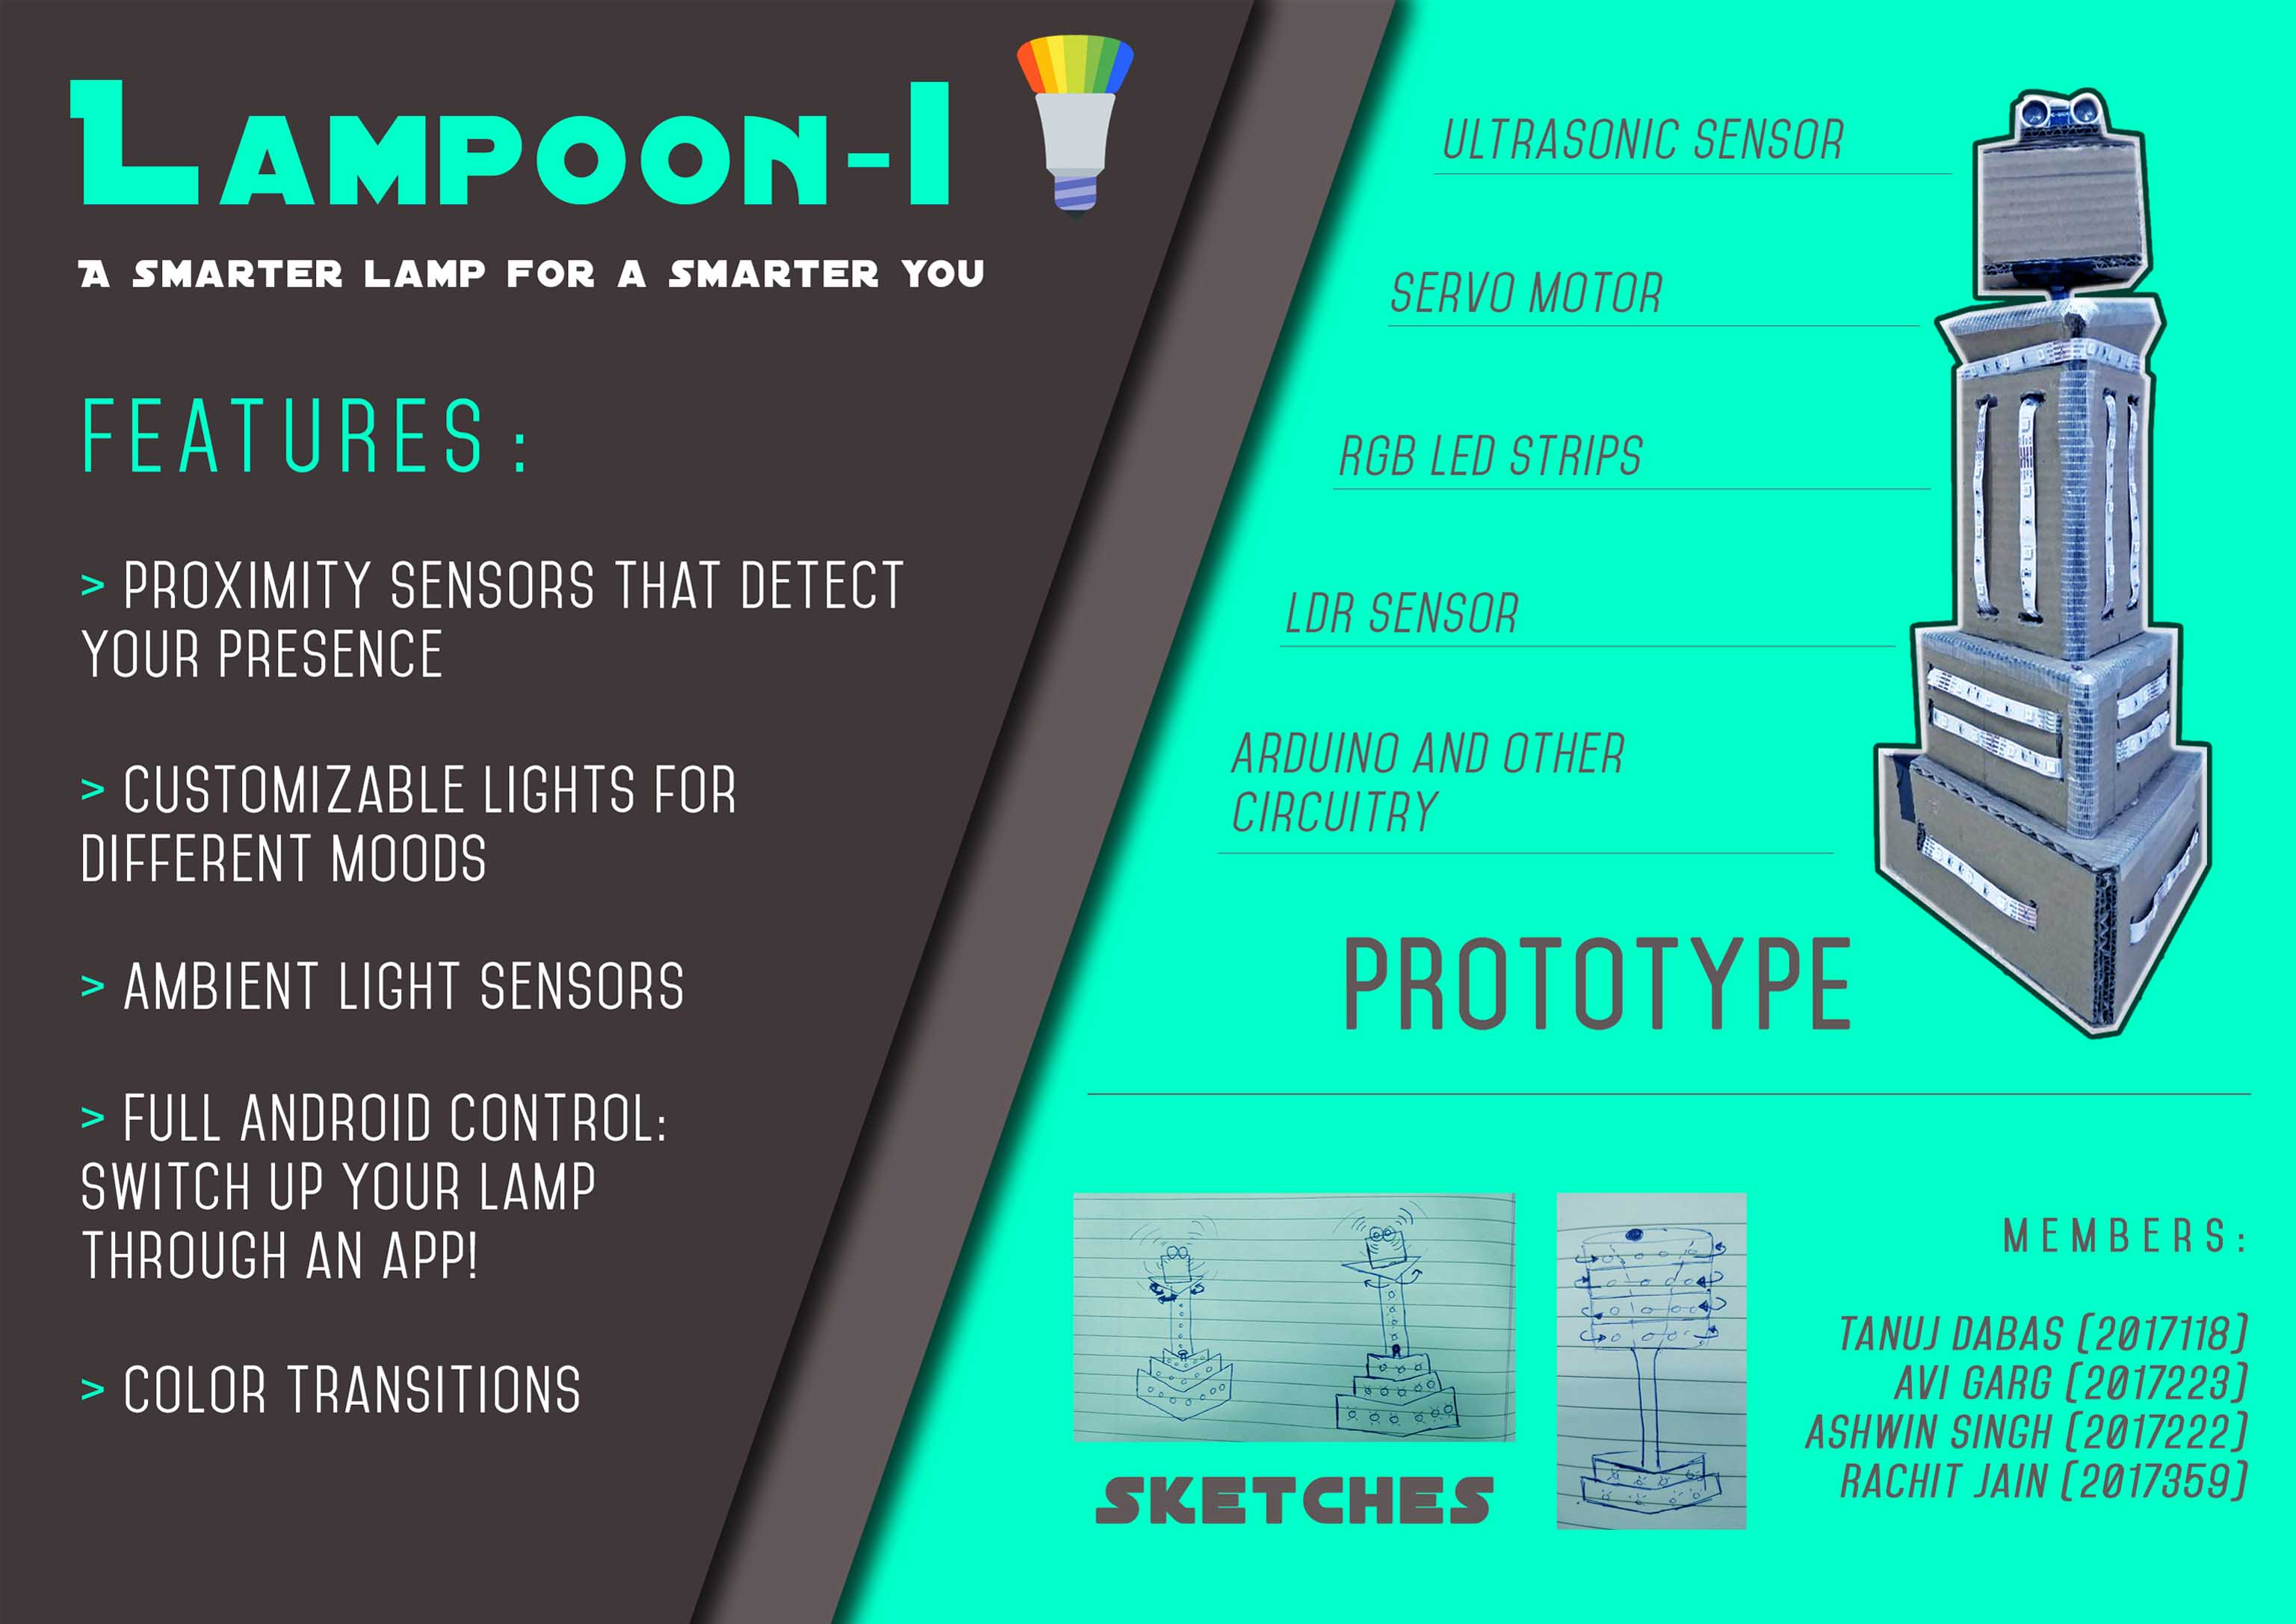 LAMPOON-I
A SMARTER LAMP FOR A SMARTER YOU
FEATURES :
> PROXIMITY SENSORS THAT DETECT
YOUR PRESENCE
> CUSTOMIZABLE LIGHTS FOR
DIFFERENT MOODS
> AMBIENT LIGHT SENSORS
> FULL ANDROID CONTROL:
SWITCH UP YOUR LAMP
THROUGH AN APP!
> COLOR TRANSITIONS
ULTRASONIC SENSOR
SERVO MOTOR
RGB LED STRIPS
LDR SENSOR
ARDUINO AND OTHER
CIRCUITRY
PROTOTYPE
SKETCHES
MEMBERS:
TANUJ DABAS (2017118)
AVI GARG (2017223)
ASHWIN SINGH (2017222)
RACHIT JAIN (2017359)